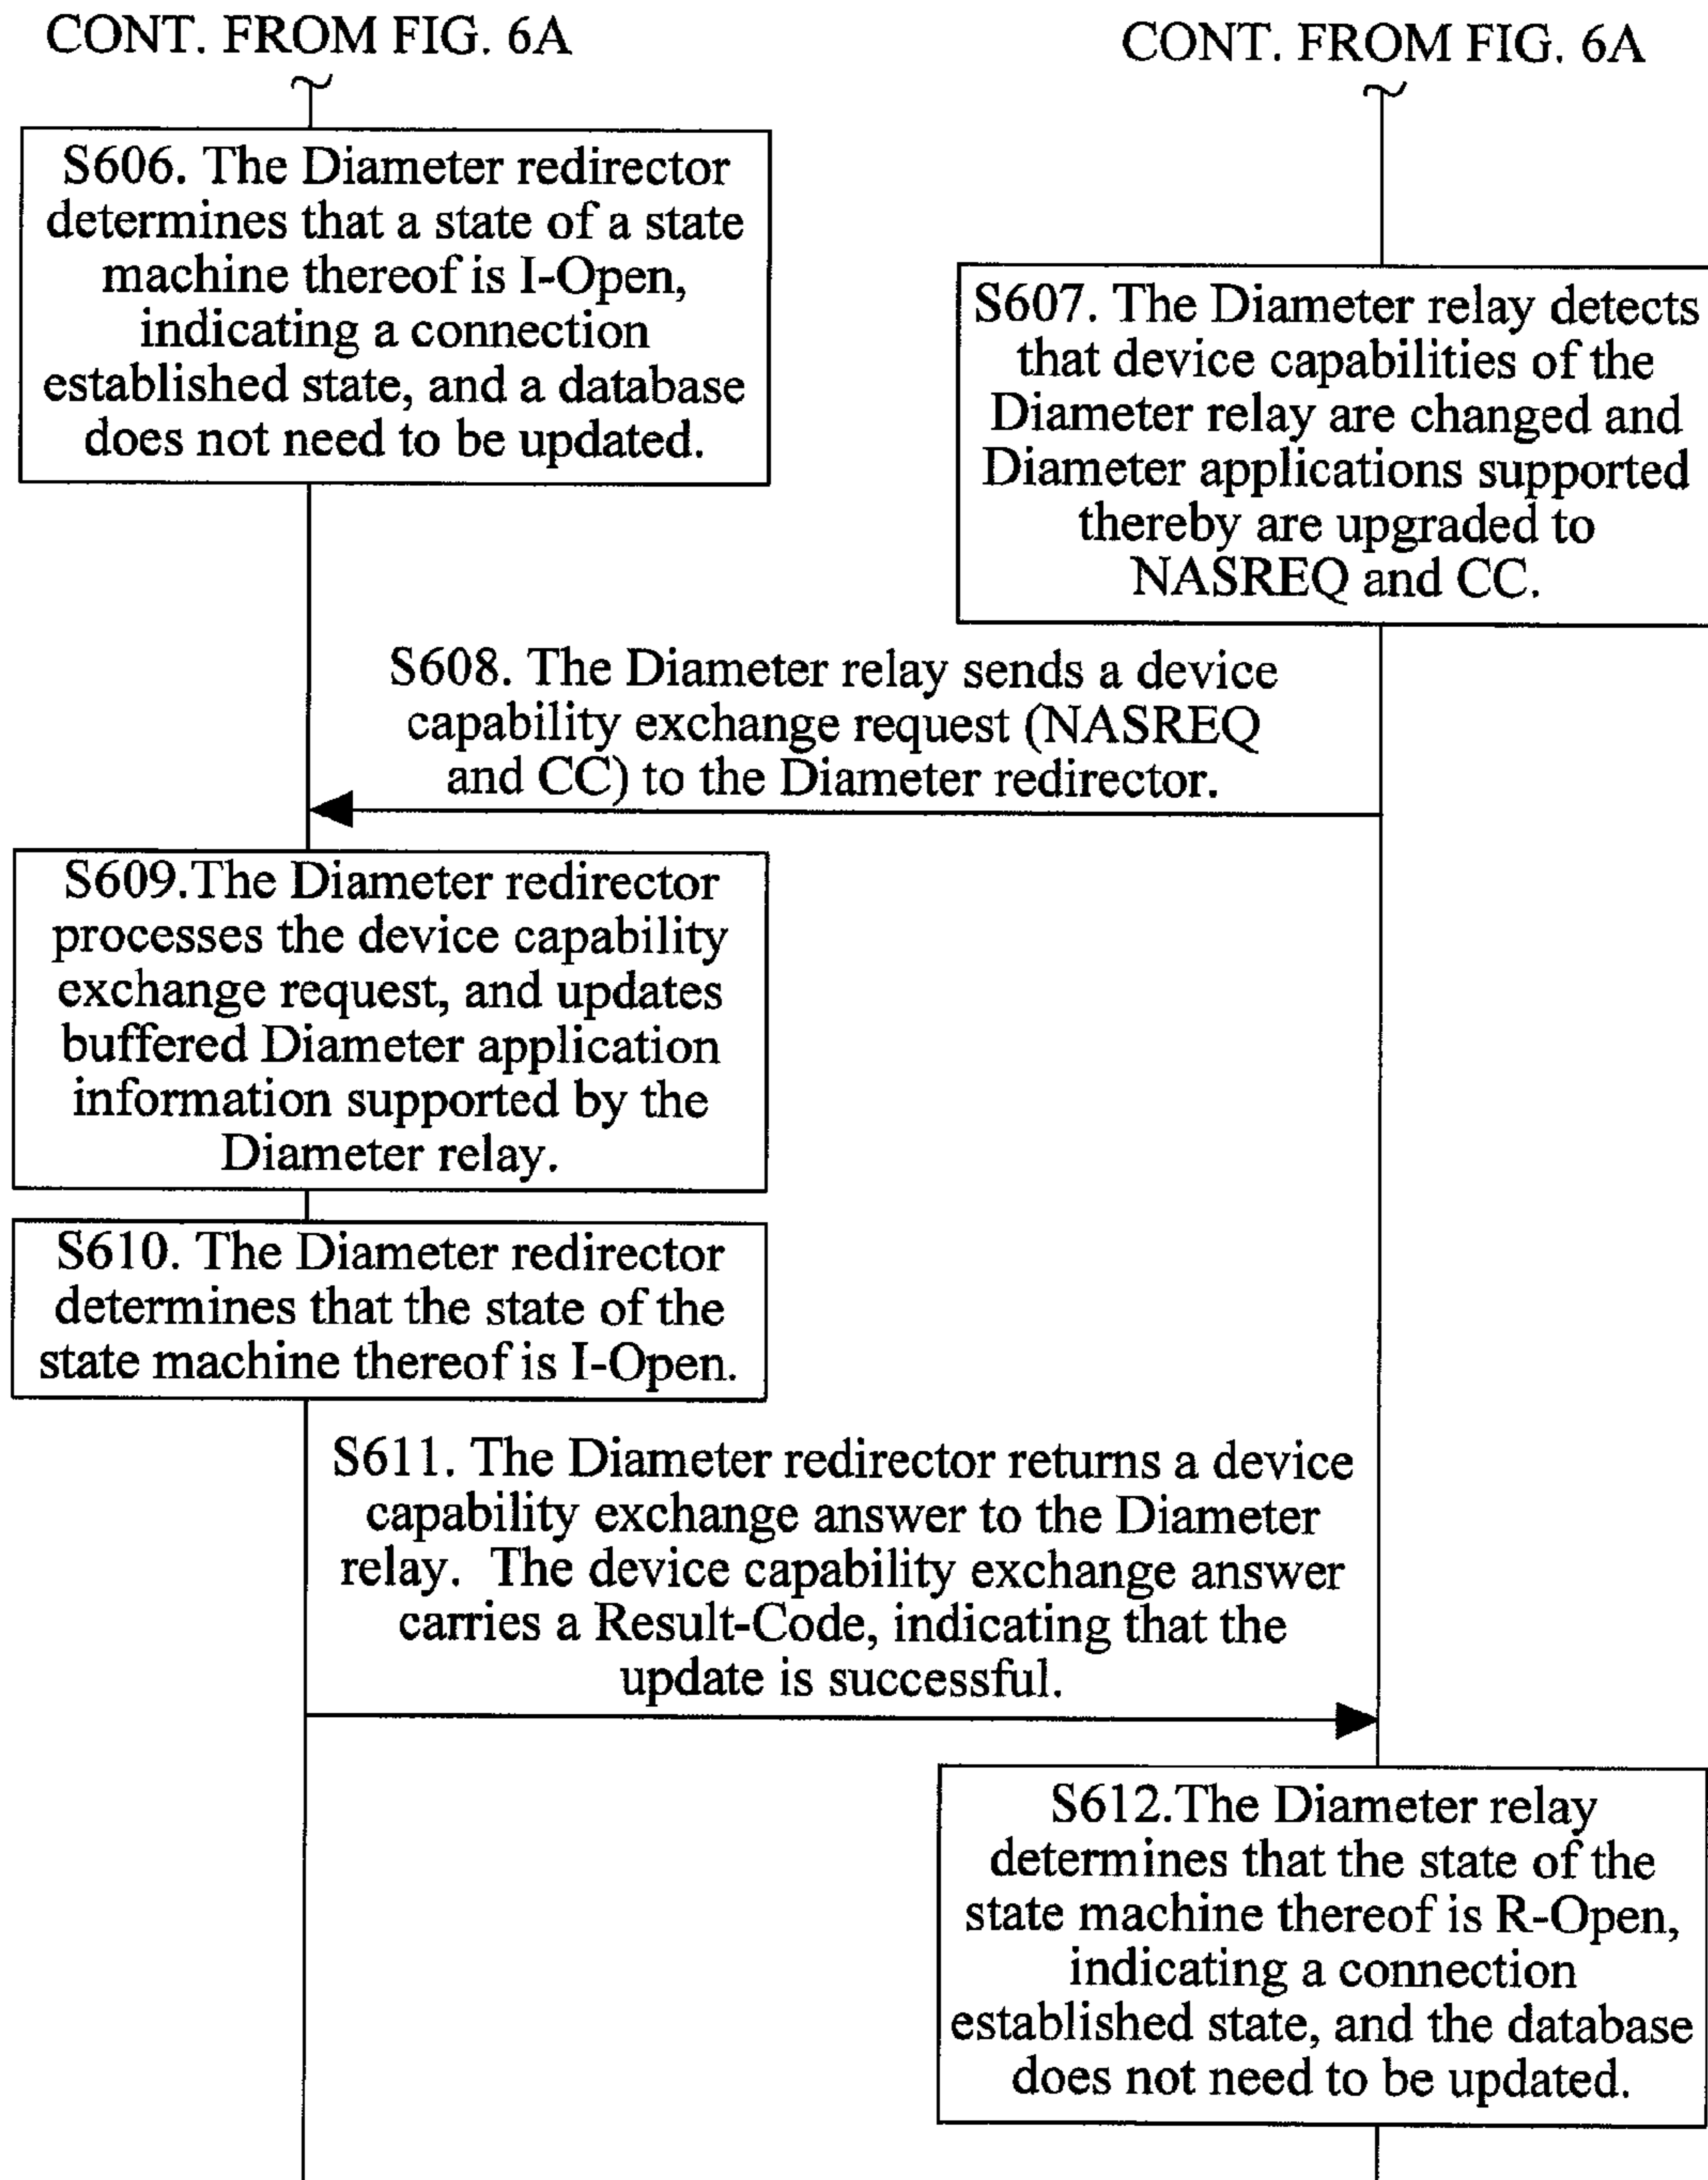 CONT. FROM FIG. 6A
CONT. FROM FIG. 6A
S606. The Diameter redirector
determines that a state of a state
machine thereof is I-Open,
indicating a connection
established state, and a database
does not need to be updated.
S607. The Diameter relay detects
that device capabilities of the
Diameter relay are changed and
Diameter applications supported
thereby are upgraded to
NASREQ and CC.
S608. The Diameter relay sends a device
capability exchange request (NASREQ
and CC) to the Diameter redirector.
S609.The Diameter redirector
processes the device capability
exchange request, and updates
buffered Diameter application
information supported by the
Diameter relay.
S610. The Diameter redirector
determines that the state of the
state machine thereof is I-Open.
S611. The Diameter redirector returns a device
capability exchange answer to the Diameter
relay. The device capability exchange answer
carries a Result-Code, indicating that the
update is successful.
S612.The Diameter relay
determines that the state of the
state machine thereof is R-Open,
indicating a connection
established state, and the database
does not need to be updated.